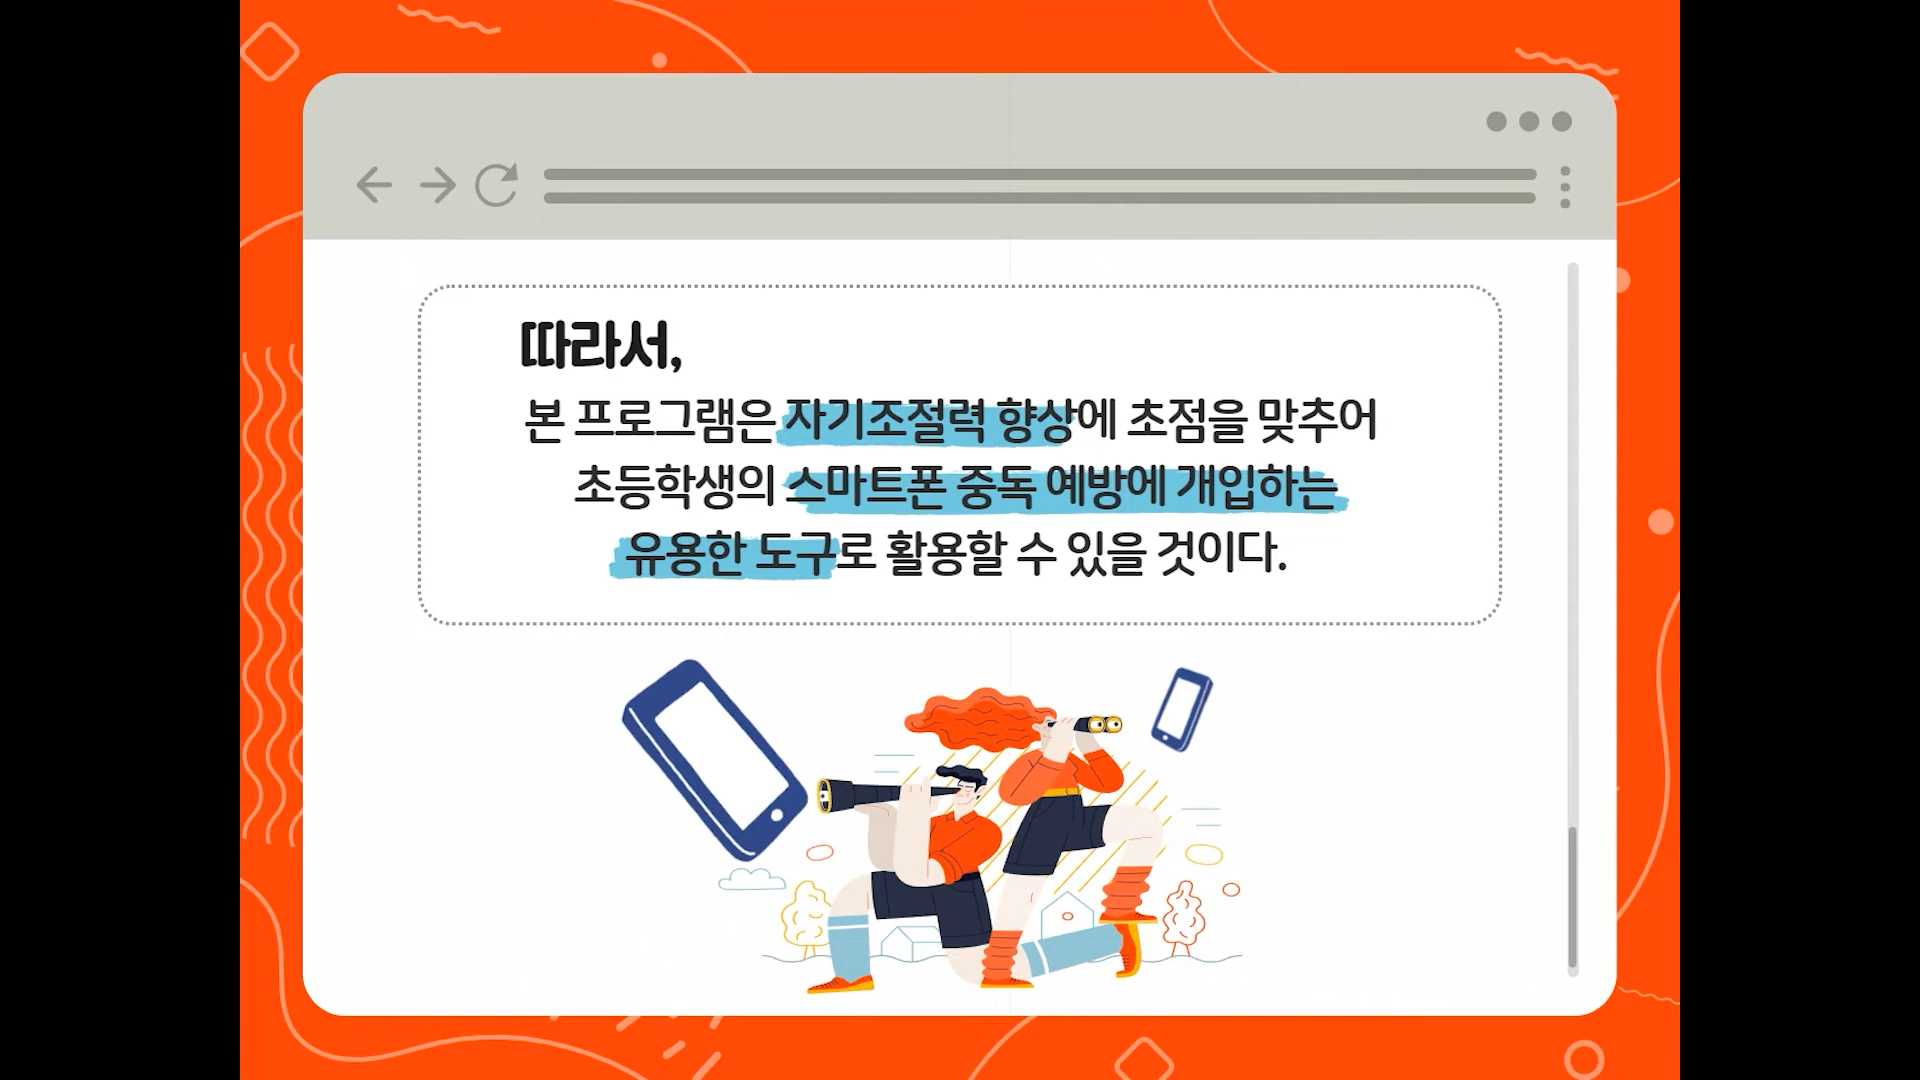 따라서,
본 프로그램은 자기조절력 향상에 초점을 맞추어
초등학생의 스마트폰 중독 예방에 개입하는
유용한 도구로 활용할 수 있을 것이다.